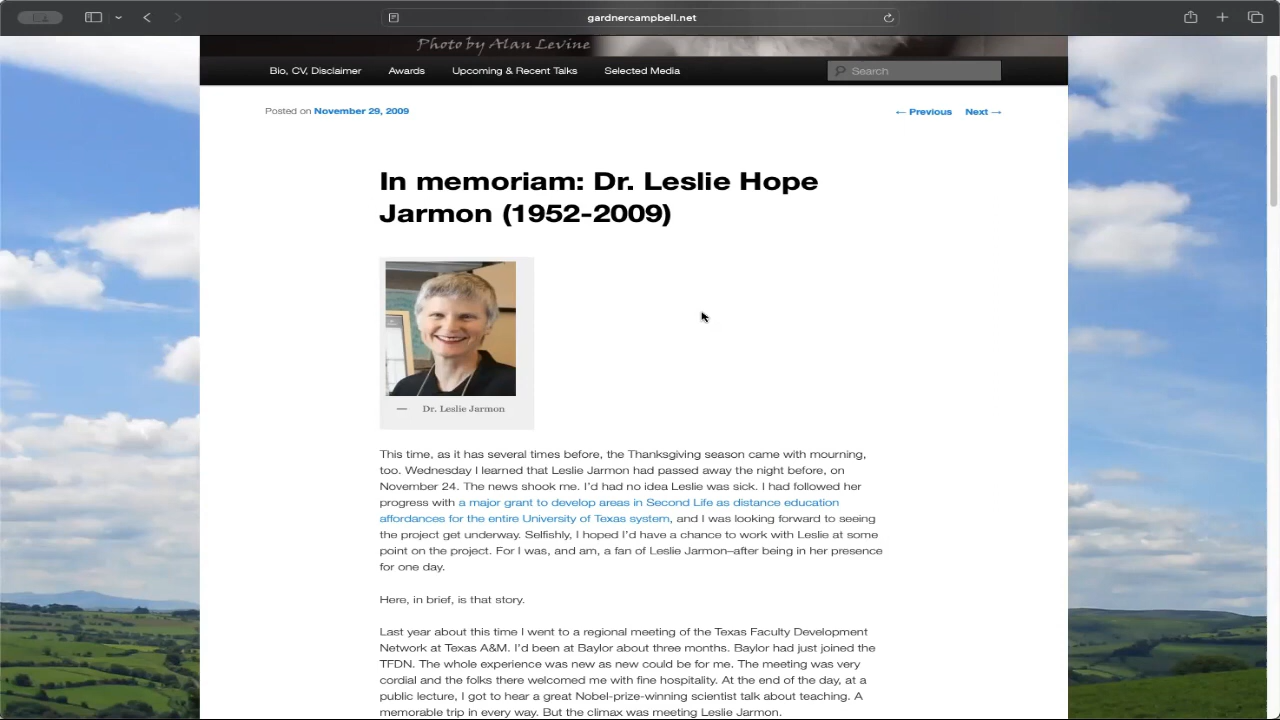 gardnercampbell.net
Photo by Alan Levine
Bio, CV, Disclaimer Awards Upcoming & Recent Talks Selected Media Search
Posted on November 29, 2009 ← Previous Next →
In memoriam: Dr. Leslie Hope
Jarmon (1952-2009)
— Dr. Leslie Jarmon
This time, as it has several times before, the Thanksgiving season came with mourning,
too. Wednesday I learned that Leslie Jarmon had passed away the night before, on
November 24. The news shook me. I'd had no idea Leslie was sick. I had followed her
progress with a major grant to develop areas in Second Life as distance education
affordances for the entire University of Texas system, and I was looking forward to seeing
the project get underway. Selfishly, I hoped I'd have a chance to work with Leslie at some
point on the project. For I was, and am, a fan of Leslie Jarmon–after being in her presence
for one day.
Here, in brief, is that story.
Last year about this time I went to a regional meeting of the Texas Faculty Development
Network at Texas A&M. I'd been at Baylor about three months. Baylor had just joined the
TFDN. The whole experience was new as new could be for me. The meeting was very
cordial and the folks there welcomed me with fine hospitality. At the end of the day, at a
public lecture, I got to hear a great Nobel-prize-winning scientist talk about teaching. A
memorable trip in every way. But the climax was meeting Leslie Jarmon.